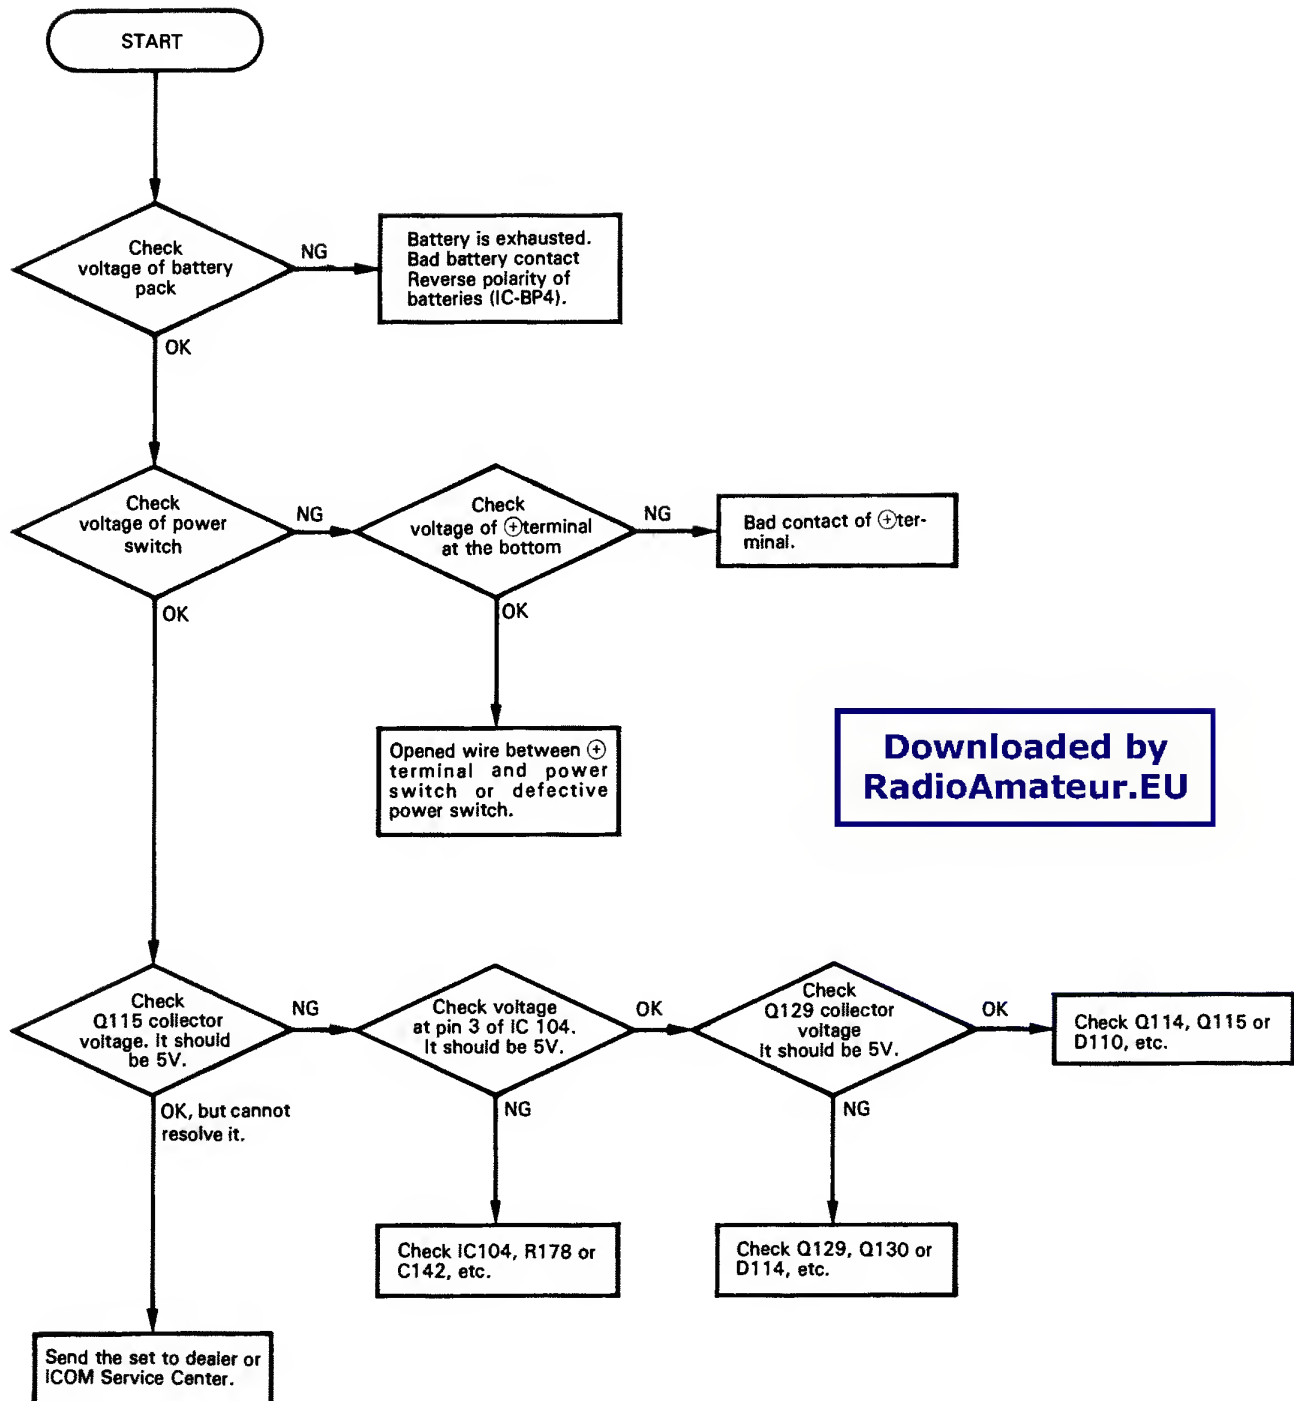 START
Check
voltage of battery
pack
NG
Battery is exhausted.
Bad battery contact
Reverse polarity of
batteries (IC-BP4).
OK
Check
voltage of power
switch
NG
Check
voltage of ⊕terminal
at the bottom
NG
Bad contact of ⊕ter-
minal.
OK
OK
Opened wire between ⊕
terminal and power
switch or defective
power switch.
Downloaded by
RadioAmateur.EU
Check
Q115 collector
voltage. It should
be 5V.
NG
Check voltage
at pin 3 of IC 104.
It should be 5V.
OK
Check
Q129 collector
voltage
It should be 5V.
OK
Check Q114, Q115 or
D110, etc.
OK, but cannot
resolve it.
NG
NG
Check IC104, R178 or
C142, etc.
Check Q129, Q130 or
D114, etc.
Send the set to dealer or
ICOM Service Center.